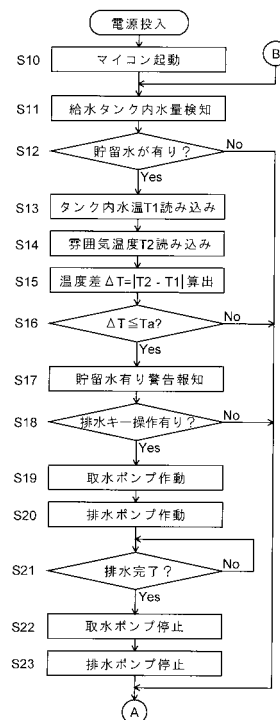 電源投入
B
S10 マイコン起動
S11 給水タンク内水量検知
S12 貯留水が有り？ No
Yes
S13 タンク内水温T1読み込み
S14 雰囲気温度T2読み込み
S15 温度差ΔT=|T2 - T1|算出
S16 ΔT≦Ta? No
Yes
S17 貯留水有り警告報知
S18 排水キー操作有り？ No
Yes
S19 取水ポンプ作動
S20 排水ポンプ作動
S21 排水完了？ No
Yes
S22 取水ポンプ停止
S23 排水ポンプ停止
A